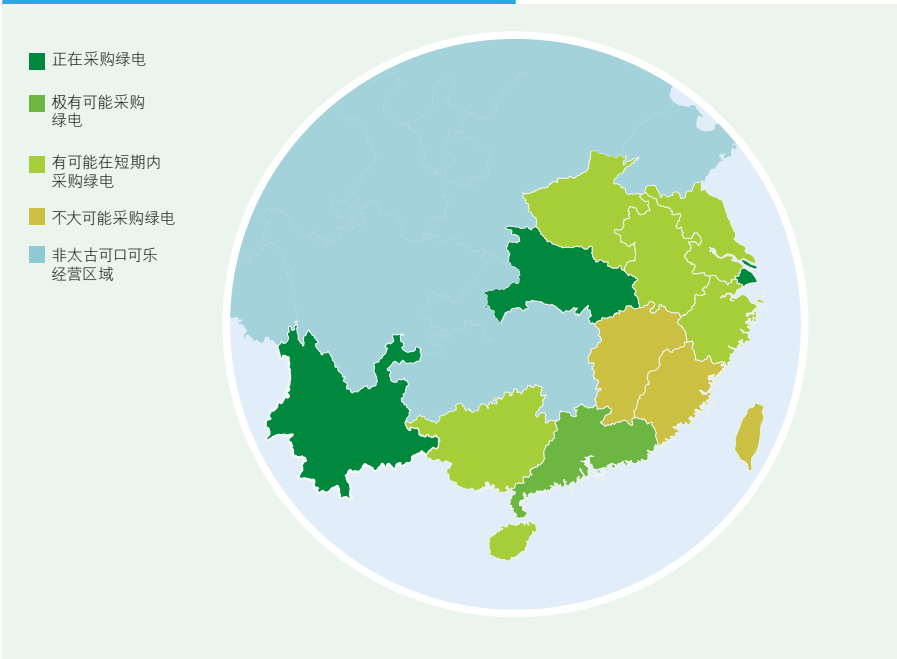 正在采购绿电
极有可能采购
绿电
有可能在短期内
采购绿电
不大可能采购绿电
非太古可口可乐
经营区域